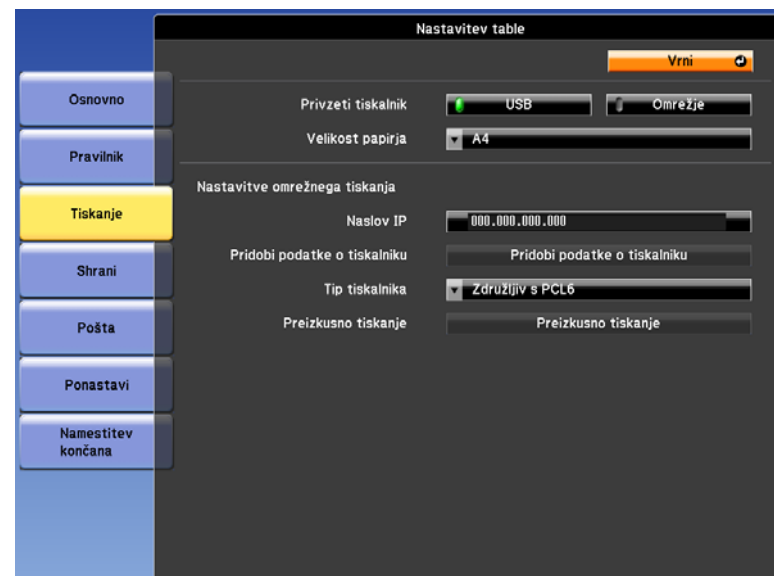 Nastavitev table
Vrni
Osnovno
Pravilnik
Tiskanje
Shrani
Pošta
Ponastavi
Namestitev
končana
Privzeti tiskalnik USB Omrežje
Velikost papirja A4
Nastavitve omrežnega tiskanja
Naslov IP 000.000.000.000
Pridobi podatke o tiskalniku Pridobi podatke o tiskalniku
Tip tiskalnika Združljiv s PCL6
Preizkusno tiskanje Preizkusno tiskanje